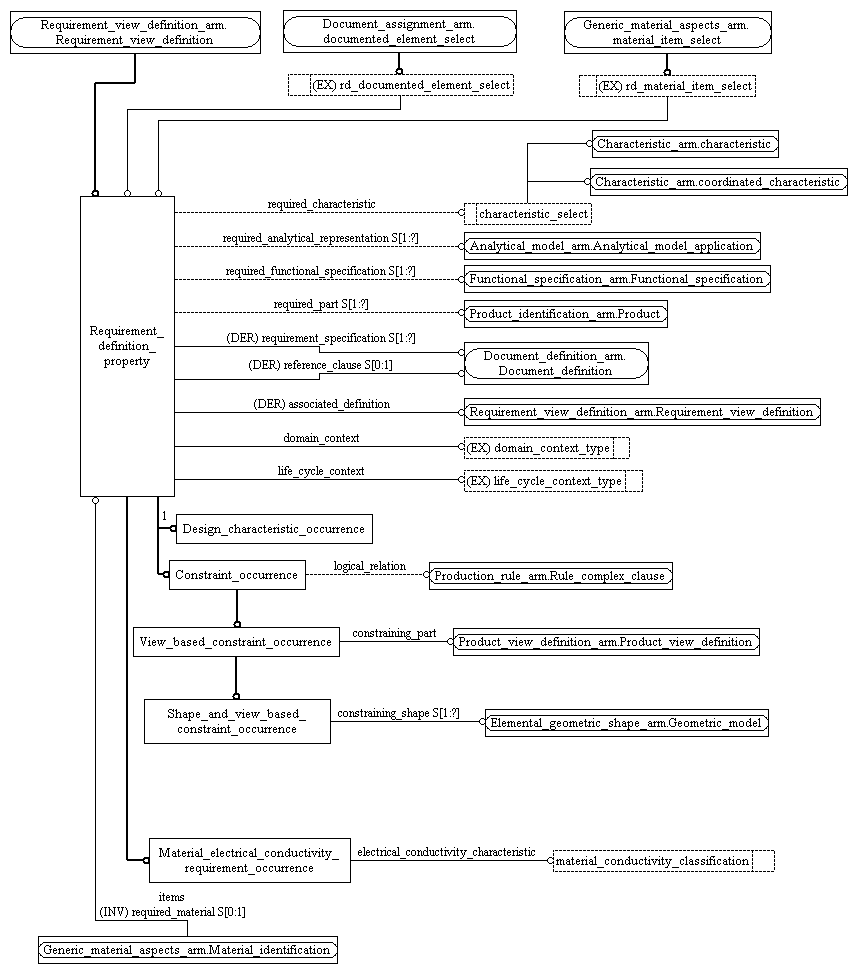 Requirement_view_definition_arm.
Requirement_view_definition
Document_assignment_arm.
documented_element_select
Generic_material_aspects_arm.
material_item_select
(EX) rd_documented_element_select
(EX) rd_material_item_select
Characteristic_arm.characteristic
Characteristic_arm.coordinated_characteristic
required_characteristic
characteristic_select
required_analytical_representation S[1:?]
Analytical_model_arm.Analytical_model_application
required_functional_specification S[1:?]
Functional_specification_arm.Functional_specification
required_part S[1:?]
Product_identification_arm.Product
Requirement_
definition_
property
(DER) requirement_specification S[1:?]
(DER) reference_clause S[0:1]
Document_definition_arm.
Document_definition
(DER) associated_definition
Requirement_view_definition_arm.Requirement_view_definition
domain_context
(EX) domain_context_type
life_cycle_context
(EX) life_cycle_context_type
1
Design_characteristic_occurrence
Constraint_occurrence
logical_relation
Production_rule_arm.Rule_complex_clause
View_based_constraint_occurrence
constraining_part
Product_view_definition_arm.Product_view_definition
Shape_and_view_based_
constraint_occurrence
constraining_shape S[1:?]
Elemental_geometric_shape_arm.Geometric_model
Material_electrical_conductivity_
requirement_occurrence
electrical_conductivity_characteristic
material_conductivity_classification
items
(INV) required_material S[0:1]
Generic_material_aspects_arm.Material_identification